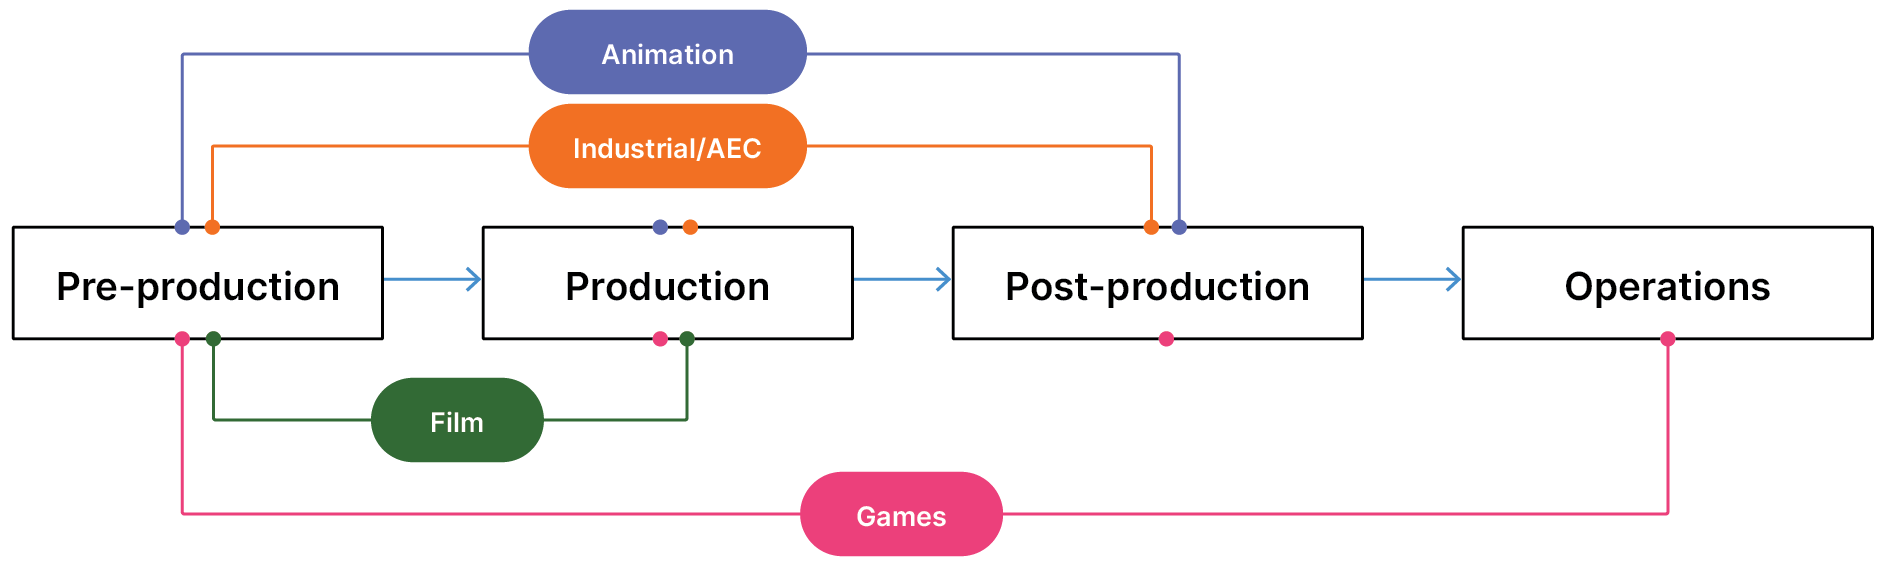 Animation
Industrial/AEC
Pre-production
Production
Post-production
Operations
Film
Games